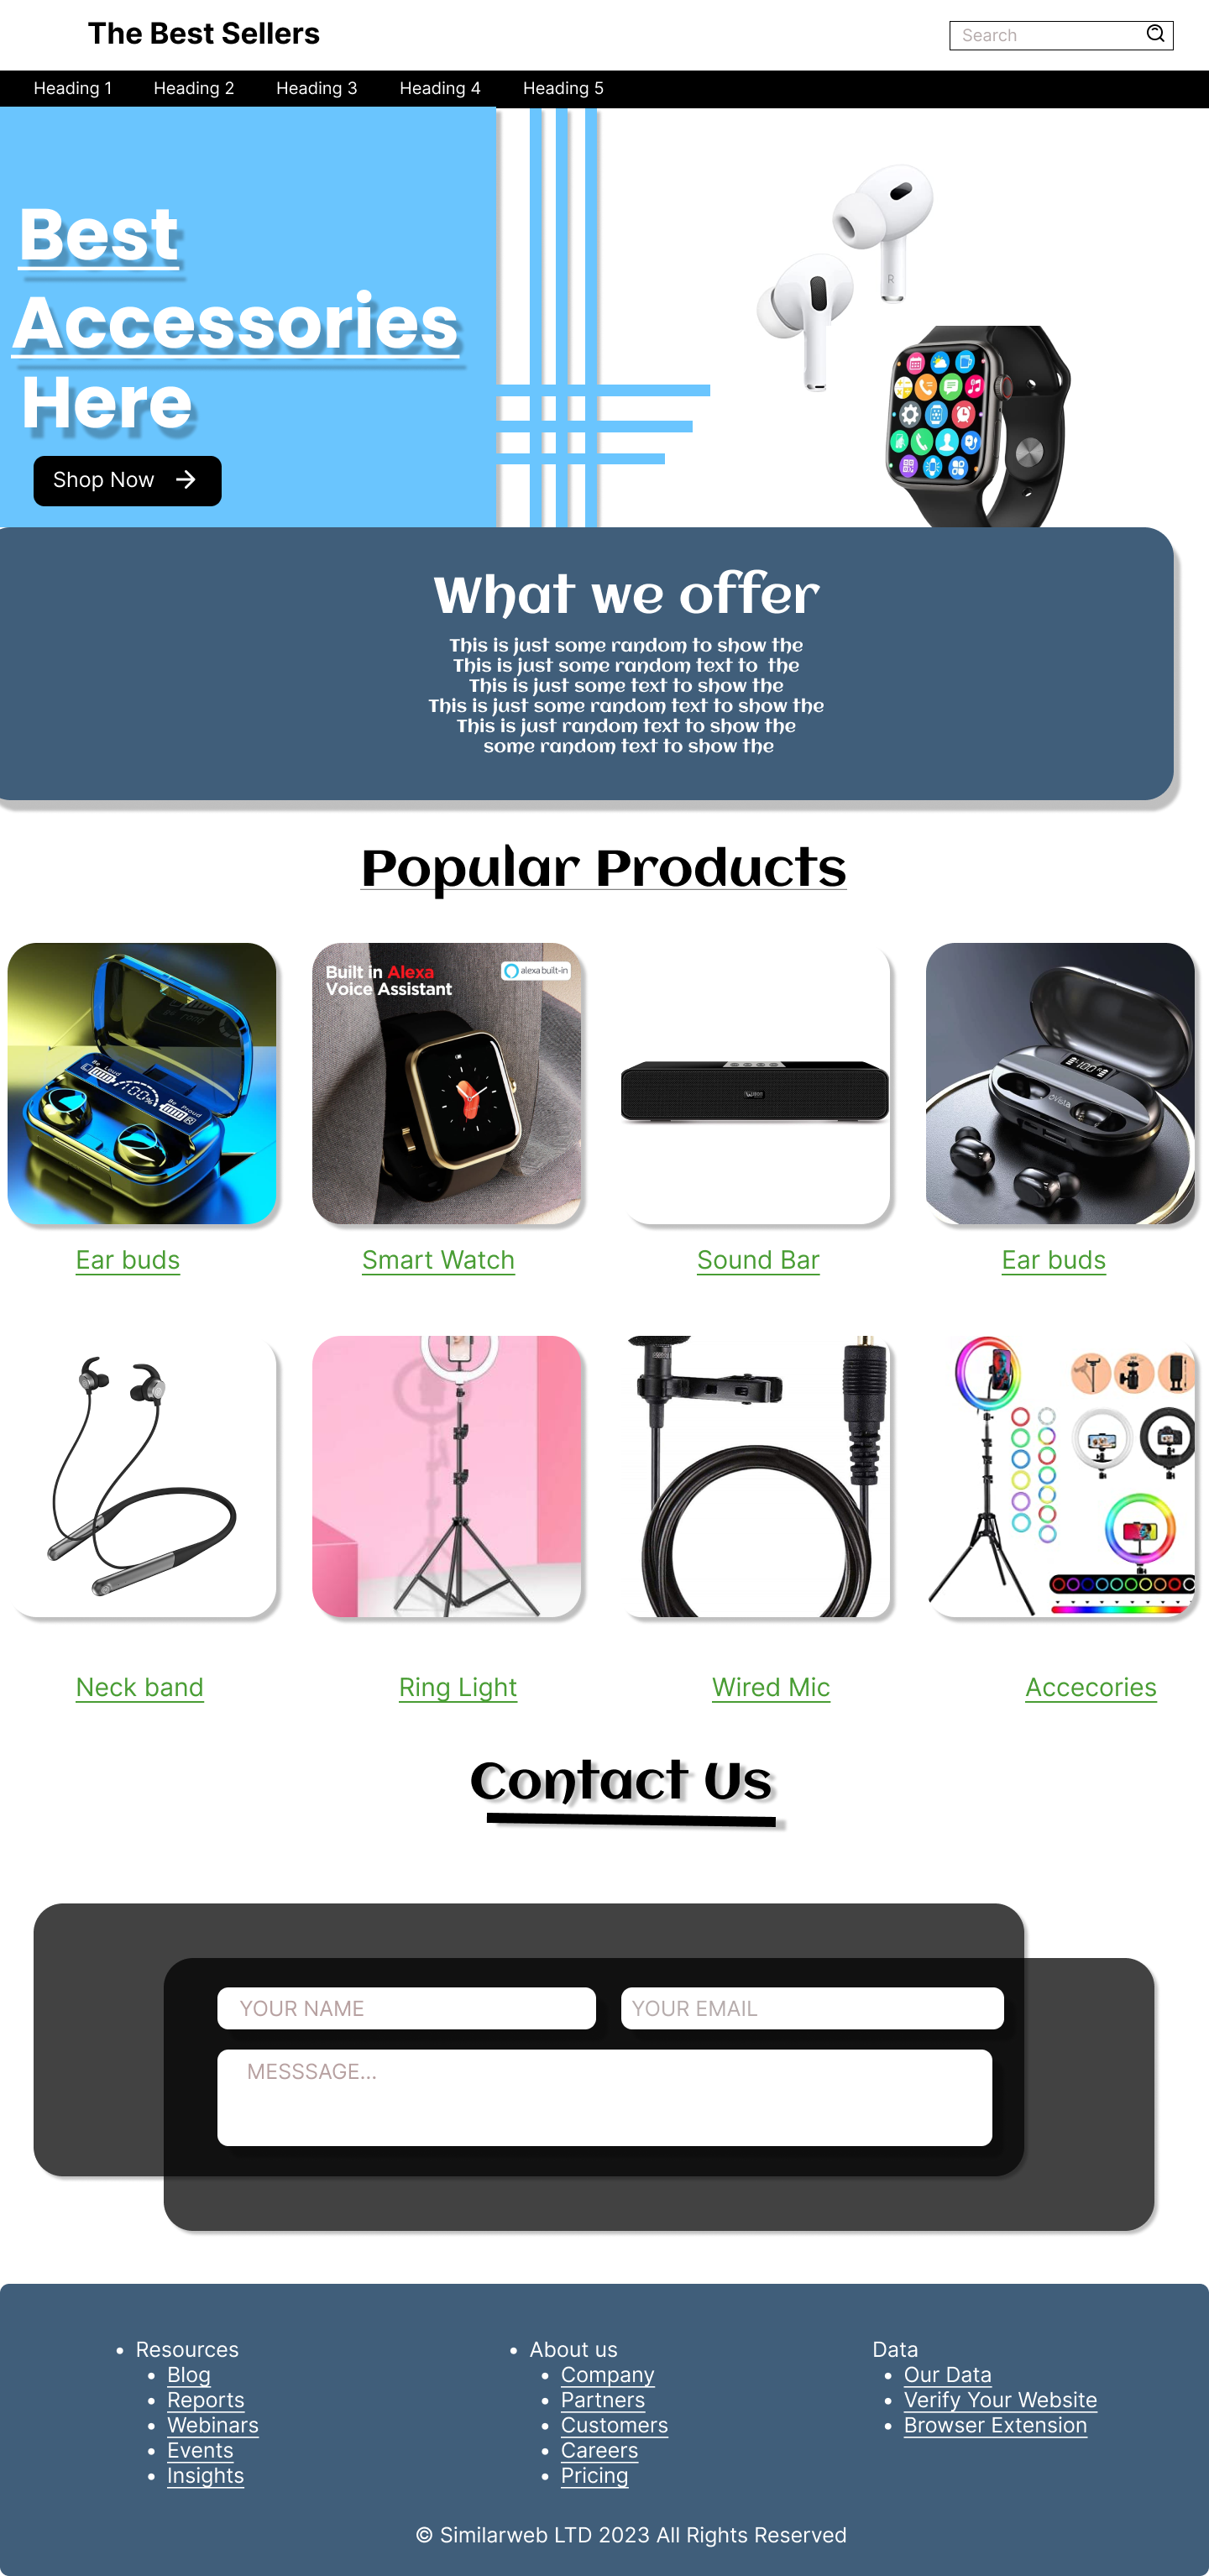 The Best Sellers
Search
Heading 1 Heading 2 Heading 3 Heading 4 Heading 5
Best
Accessories
Here
Shop Now
R
What we offer
This is just some random to show the
This is just some random text to the
This is just some text to show the
This is just some random text to show the
This is just random text to show the
some random text to show the
Popular Products
Be Loud
100%
Be Proud
Built in Alexa
Voice Assistant
alexa built-in
100%
Ear buds Smart Watch Sound Bar Ear buds
Neck band Ring Light Wired Mic Accecories
Contact Us
YOUR NAME YOUR EMAIL
MESSSAGE...
• Resources
• Blog
• Reports
• Webinars
• Events
• Insights
• About us
• Company
• Partners
• Customers
• Careers
• Pricing
Data
• Our Data
• Verify Your Website
• Browser Extension
© Similarweb LTD 2023 All Rights Reserved